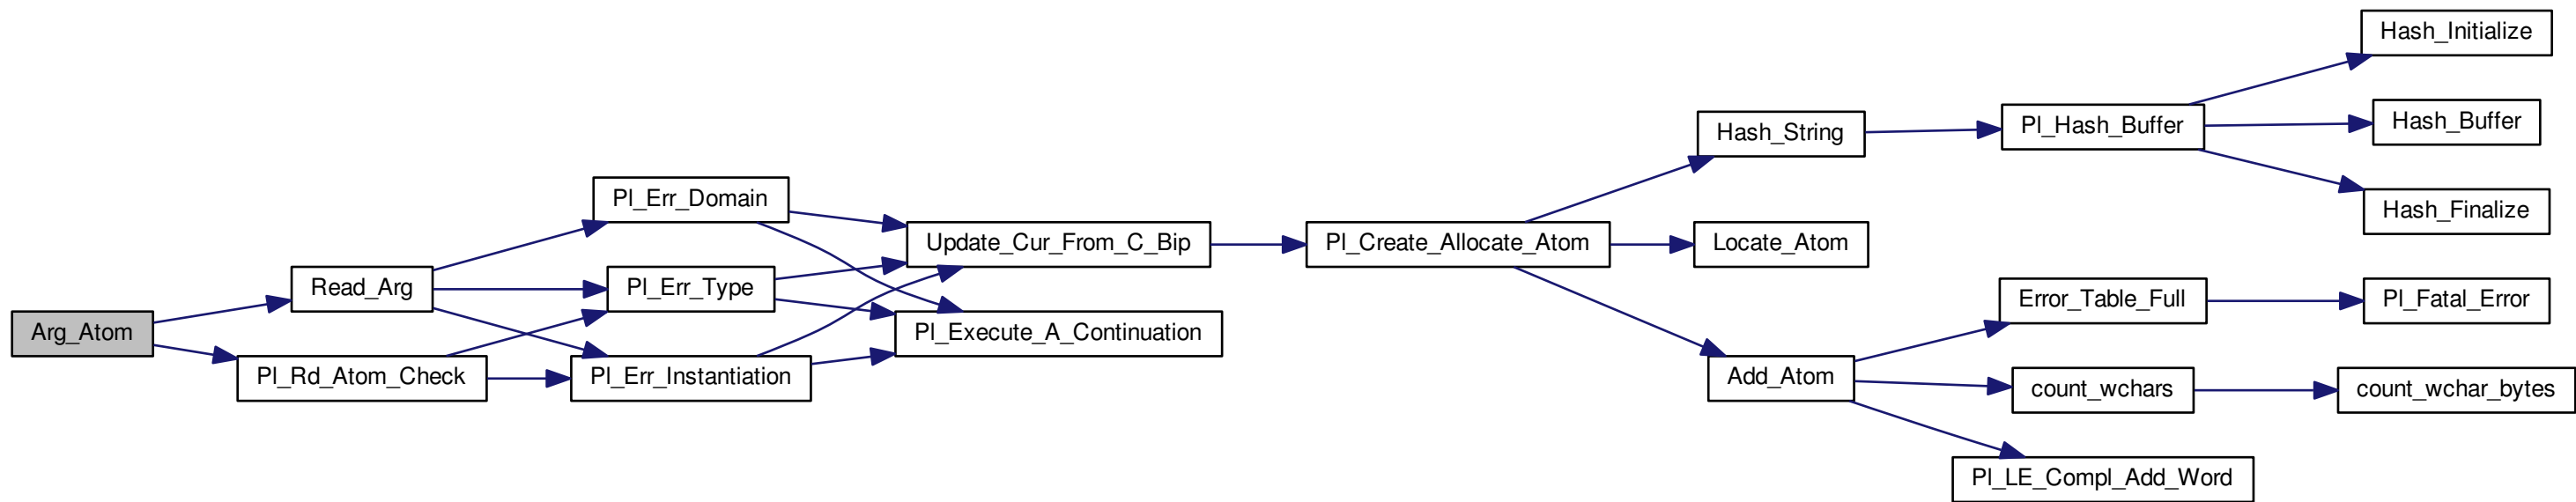 Arg_Atom
Read_Arg
Pl_Rd_Atom_Check
Pl_Err_Domain
Pl_Err_Type
Pl_Err_Instantiation
Update_Cur_From_C_Bip
Pl_Execute_A_Continuation
Pl_Create_Allocate_Atom
Hash_String
Locate_Atom
Add_Atom
Pl_Hash_Buffer
Error_Table_Full
count_wchars
Pl_LE_Compl_Add_Word
Hash_Initialize
Hash_Buffer
Hash_Finalize
Pl_Fatal_Error
count_wchar_bytes